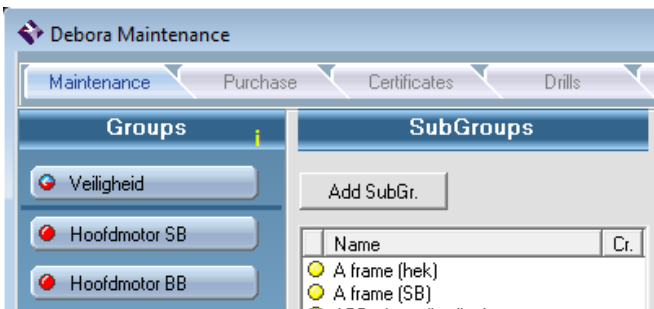 Debora Maintenance
Maintenance Purchase Certificates Drills
Groups i SubGroups
Veiligheid
Add SubGr.
Hoofdmotor SB
Name Cr.
Hoofdmotor BB
A frame (hek)
A frame (SB)